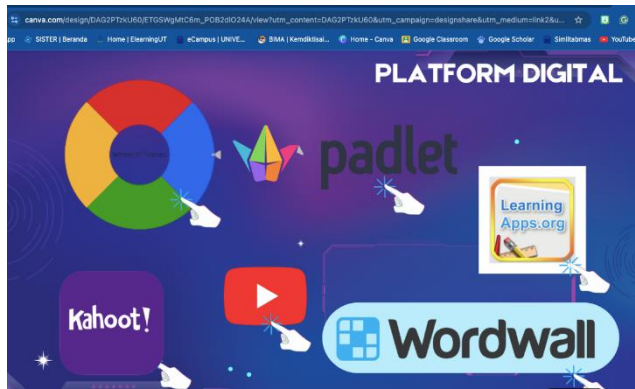 canva.com/design/DAG2PTzkU60/ETGSWgMtC6m_POB2dIO24A/view?utm_content=DAG2PTzkU60&utm_campaign=designshare&utm_medium=link2&u...
SISTER | Beranda Home | ElearningUT eCampus | UNIVE... BIMA | Kemdiktisai... Home - Canva Google Classroom Google Scholar Similtabmas YouTube
PLATFORM DIGITAL
padlet
Learning
Apps.org
Kahoot!
Wordwall